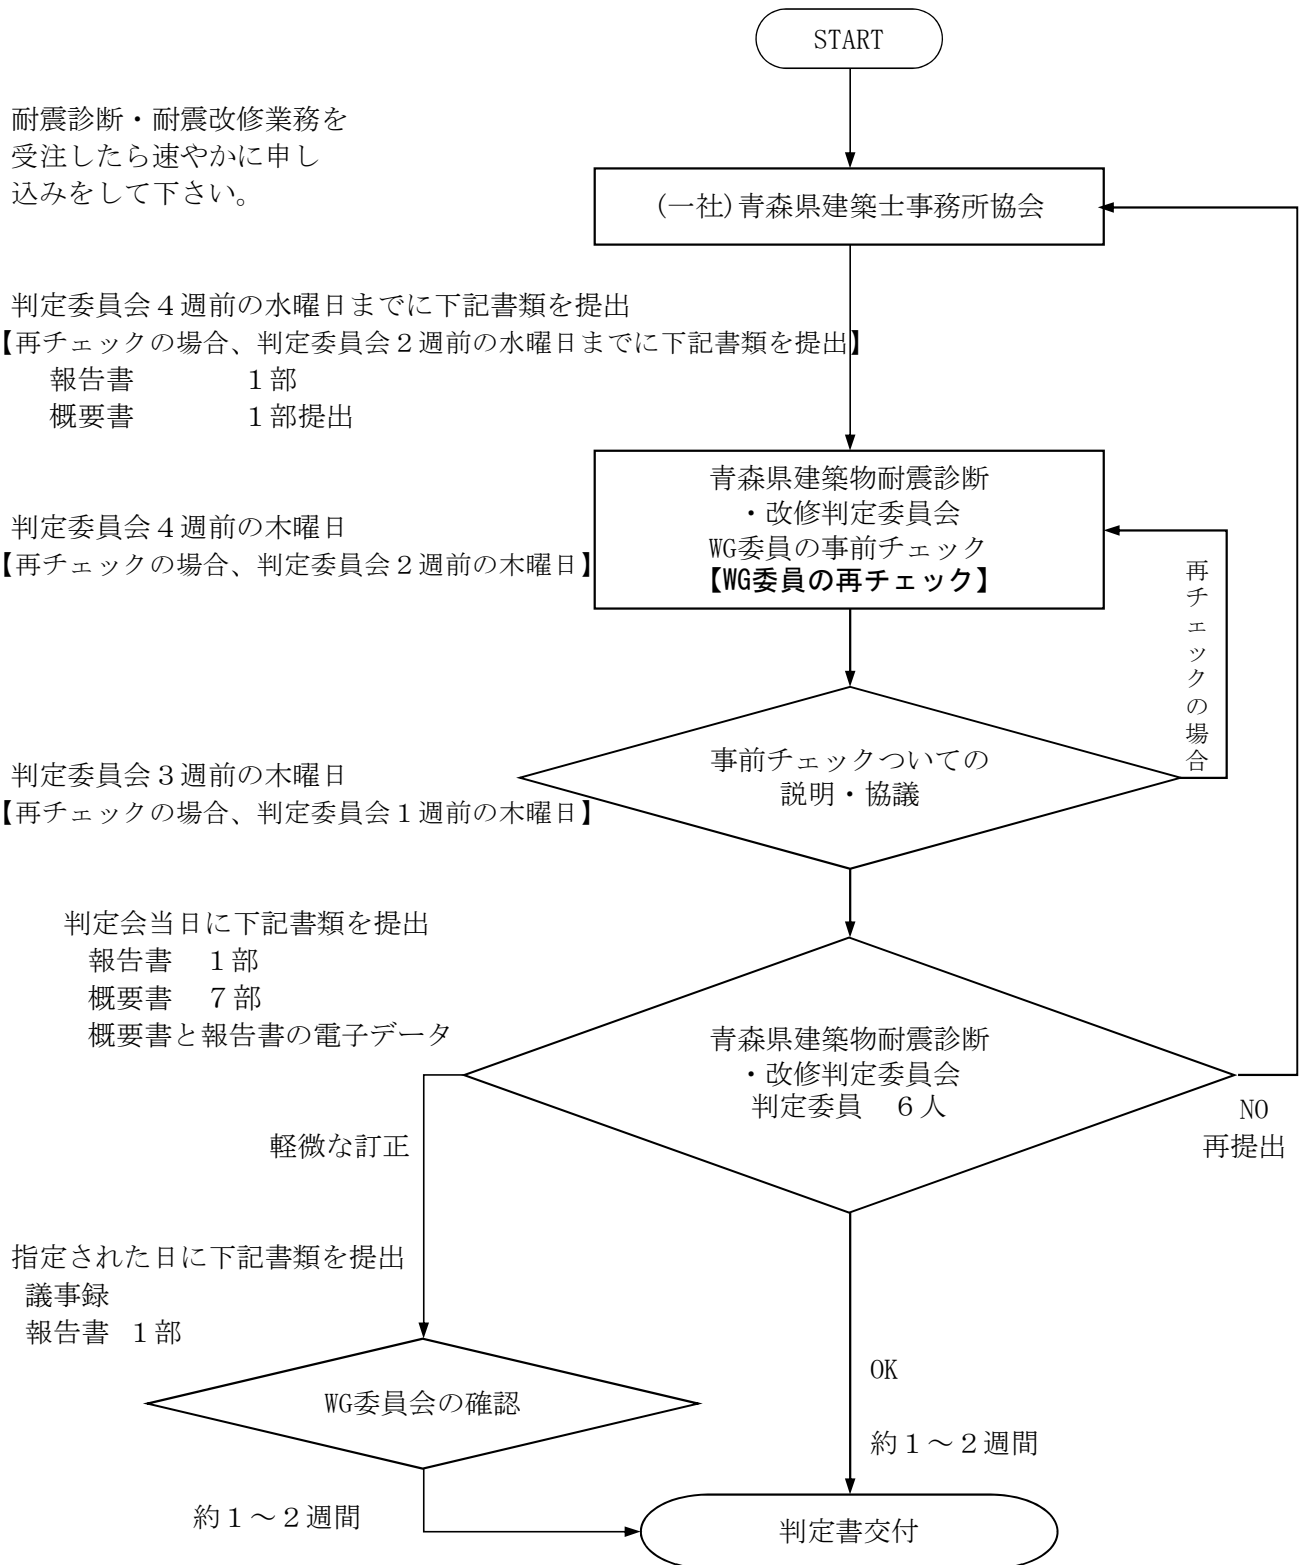 START
耐震診断・耐震改修業務を
受注したら速やかに申し
込みをして下さい。
(一社)青森県建築士事務所協会
判定委員会４週前の水曜日までに下記書類を提出
【再チェックの場合、判定委員会２週前の水曜日までに下記書類を提出】
報告書　　　　１部
概要書　　　　１部提出
青森県建築物耐震診断
・改修判定委員会
WG委員の事前チェック
【WG委員の再チェック】
判定委員会４週前の木曜日
【再チェックの場合、判定委員会２週前の木曜日】
再チェックの場合
事前チェックついての
説明・協議
判定委員会３週前の木曜日
【再チェックの場合、判定委員会１週前の木曜日】
判定会当日に下記書類を提出
報告書　１部
概要書　７部
概要書と報告書の電子データ
青森県建築物耐震診断
・改修判定委員会
判定委員　６人
NO
再提出
軽微な訂正
指定された日に下記書類を提出
議事録
報告書　１部
WG委員会の確認
OK
約１～２週間
約１～２週間
判定書交付